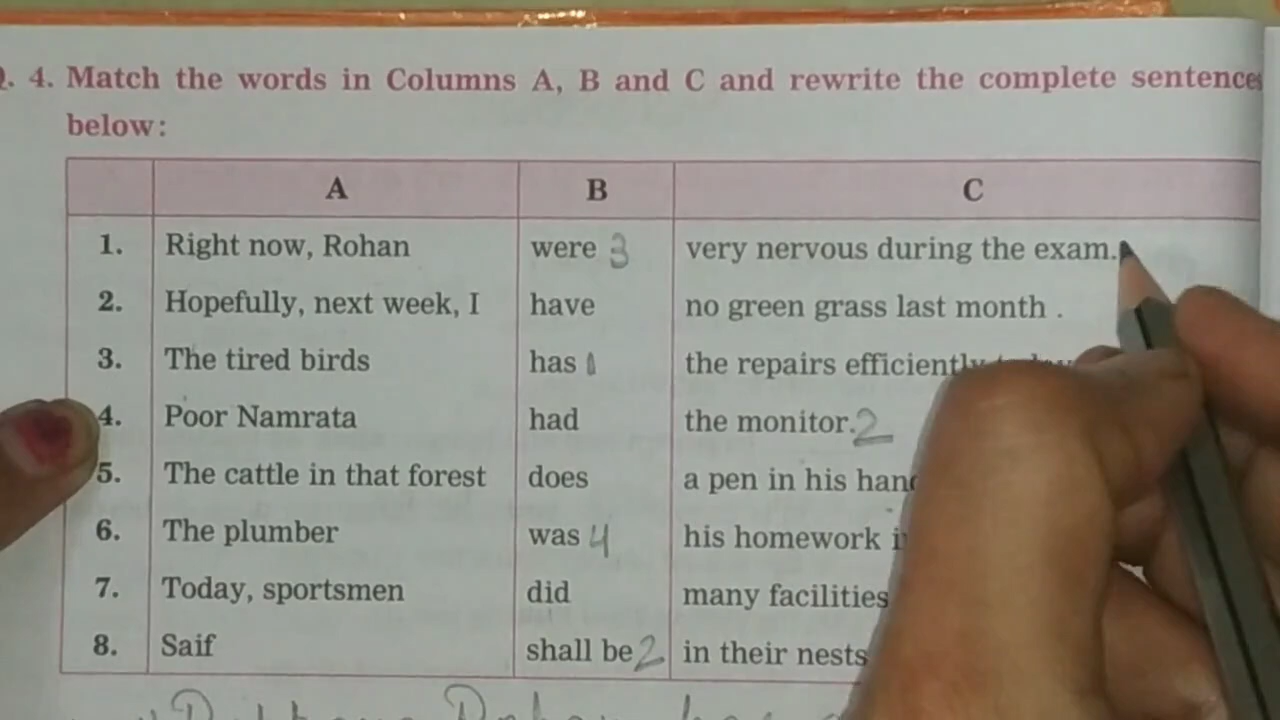 4. Match the words in Columns A, B and C and rewrite the complete sentences
below:
A B C
1. Right now, Rohan were 3 very nervous during the exam.
2. Hopefully, next week, I have no green grass last month .
3. The tired birds has 1 the repairs efficiently
4. Poor Namrata had the monitor. 2
5. The cattle in that forest does a pen in his
6. The plumber was 4 his homework
7. Today, sportsmen did many facilities
8. Saif shall be 2 in their nests